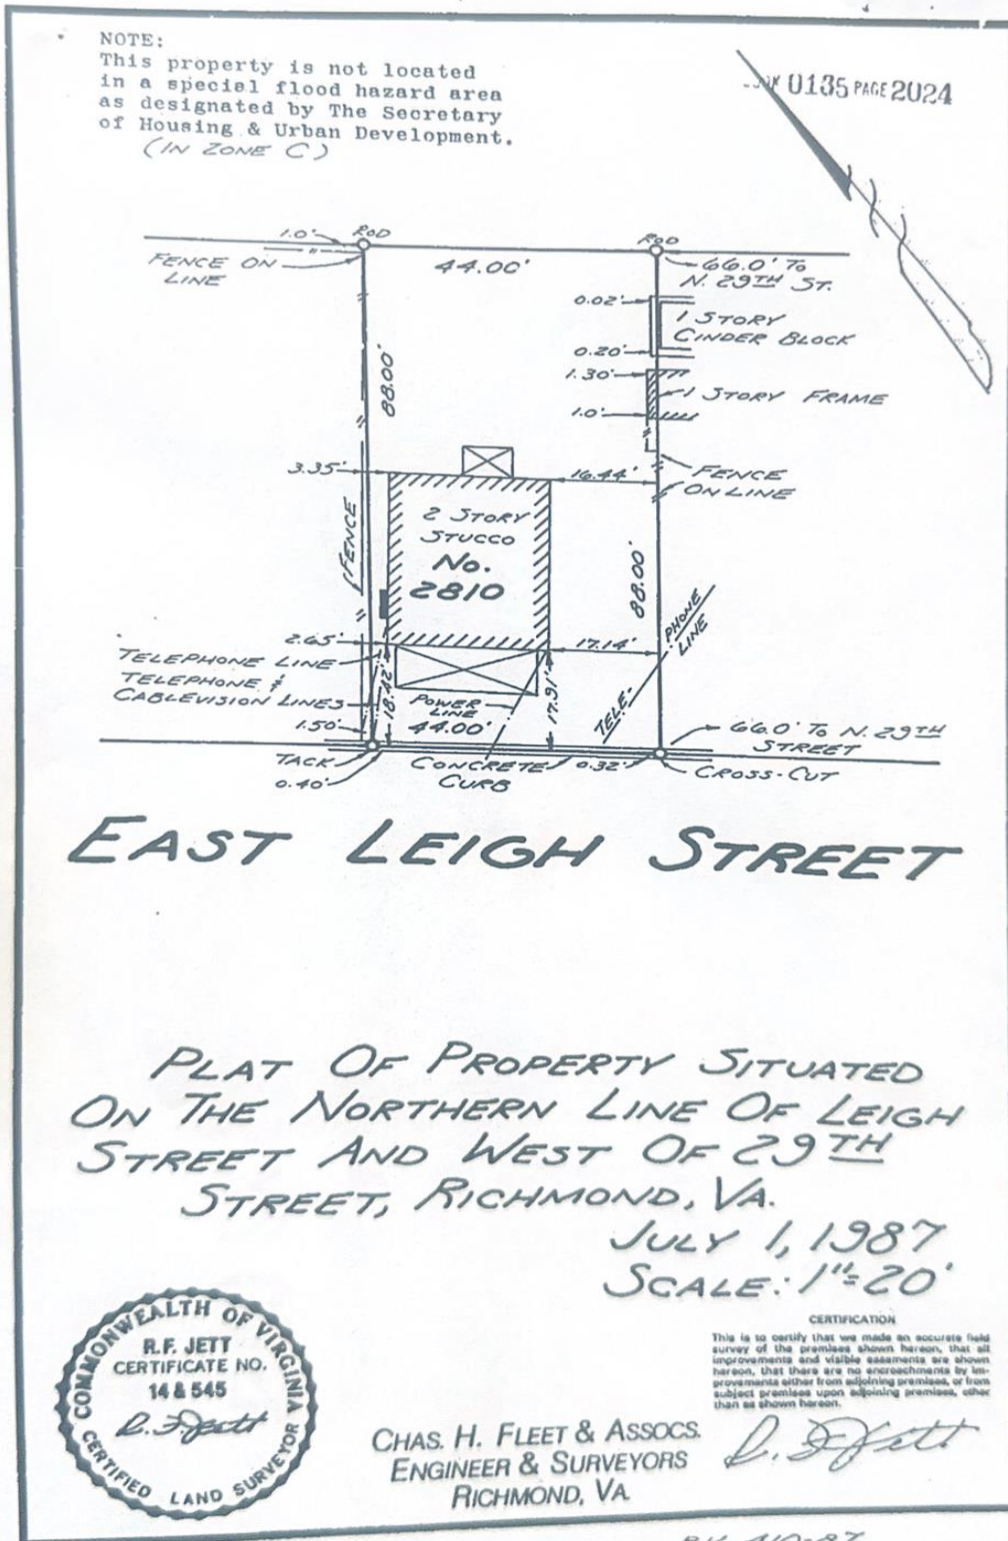 NOTE:
This property is not located
in a special flood hazard area
as designated by The Secretary
of Housing & Urban Development.
(IN ZONE C)
0135 PAGE 2024
1.0'
ROD
ROD
FENCE ON
LINE
44.00'
66.0' To
N. 29TH ST.
0.02'
1 STORY
CINDER BLOCK
0.20'
1.30'
1 STORY FRAME
1.0'
88.00'
3.35'
16.44'
FENCE
ON LINE
FENCE
2 STORY
STUCCO
No.
2810
88.00'
2.65'
17.14'
TELE-PHONE
LINE
TELEPHONE LINE
TELEPHONE &
CABLEVISION LINES
18.42'
POWER
LINE
17.91'
1.50'
44.00'
66.0' To N. 29TH
STREET
TACK
0.40'
CONCRETE
CURB
0.32'
CROSS-CUT
EAST LEIGH STREET
PLAT OF PROPERTY SITUATED
ON THE NORTHERN LINE OF LEIGH
STREET AND WEST OF 29TH
STREET, RICHMOND, VA.
JULY 1, 1987
SCALE: 1"=20'
COMMONWEALTH OF VIRGINIA
R.F. JETT
CERTIFICATE NO.
14 & 545
R. F. Jett
CERTIFIED LAND SURVEYOR
CERTIFICATION
This is to certify that we made an accurate field
survey of the premises shown hereon, that all
improvements and visible easements are shown
hereon, that there are no encroachments by im-
provements either from adjoining premises, or from
subject premises upon adjoining premises, other
than as shown hereon.
R. F. Jett
CHAS. H. FLEET & ASSOCS.
ENGINEER & SURVEYORS
RICHMOND, VA